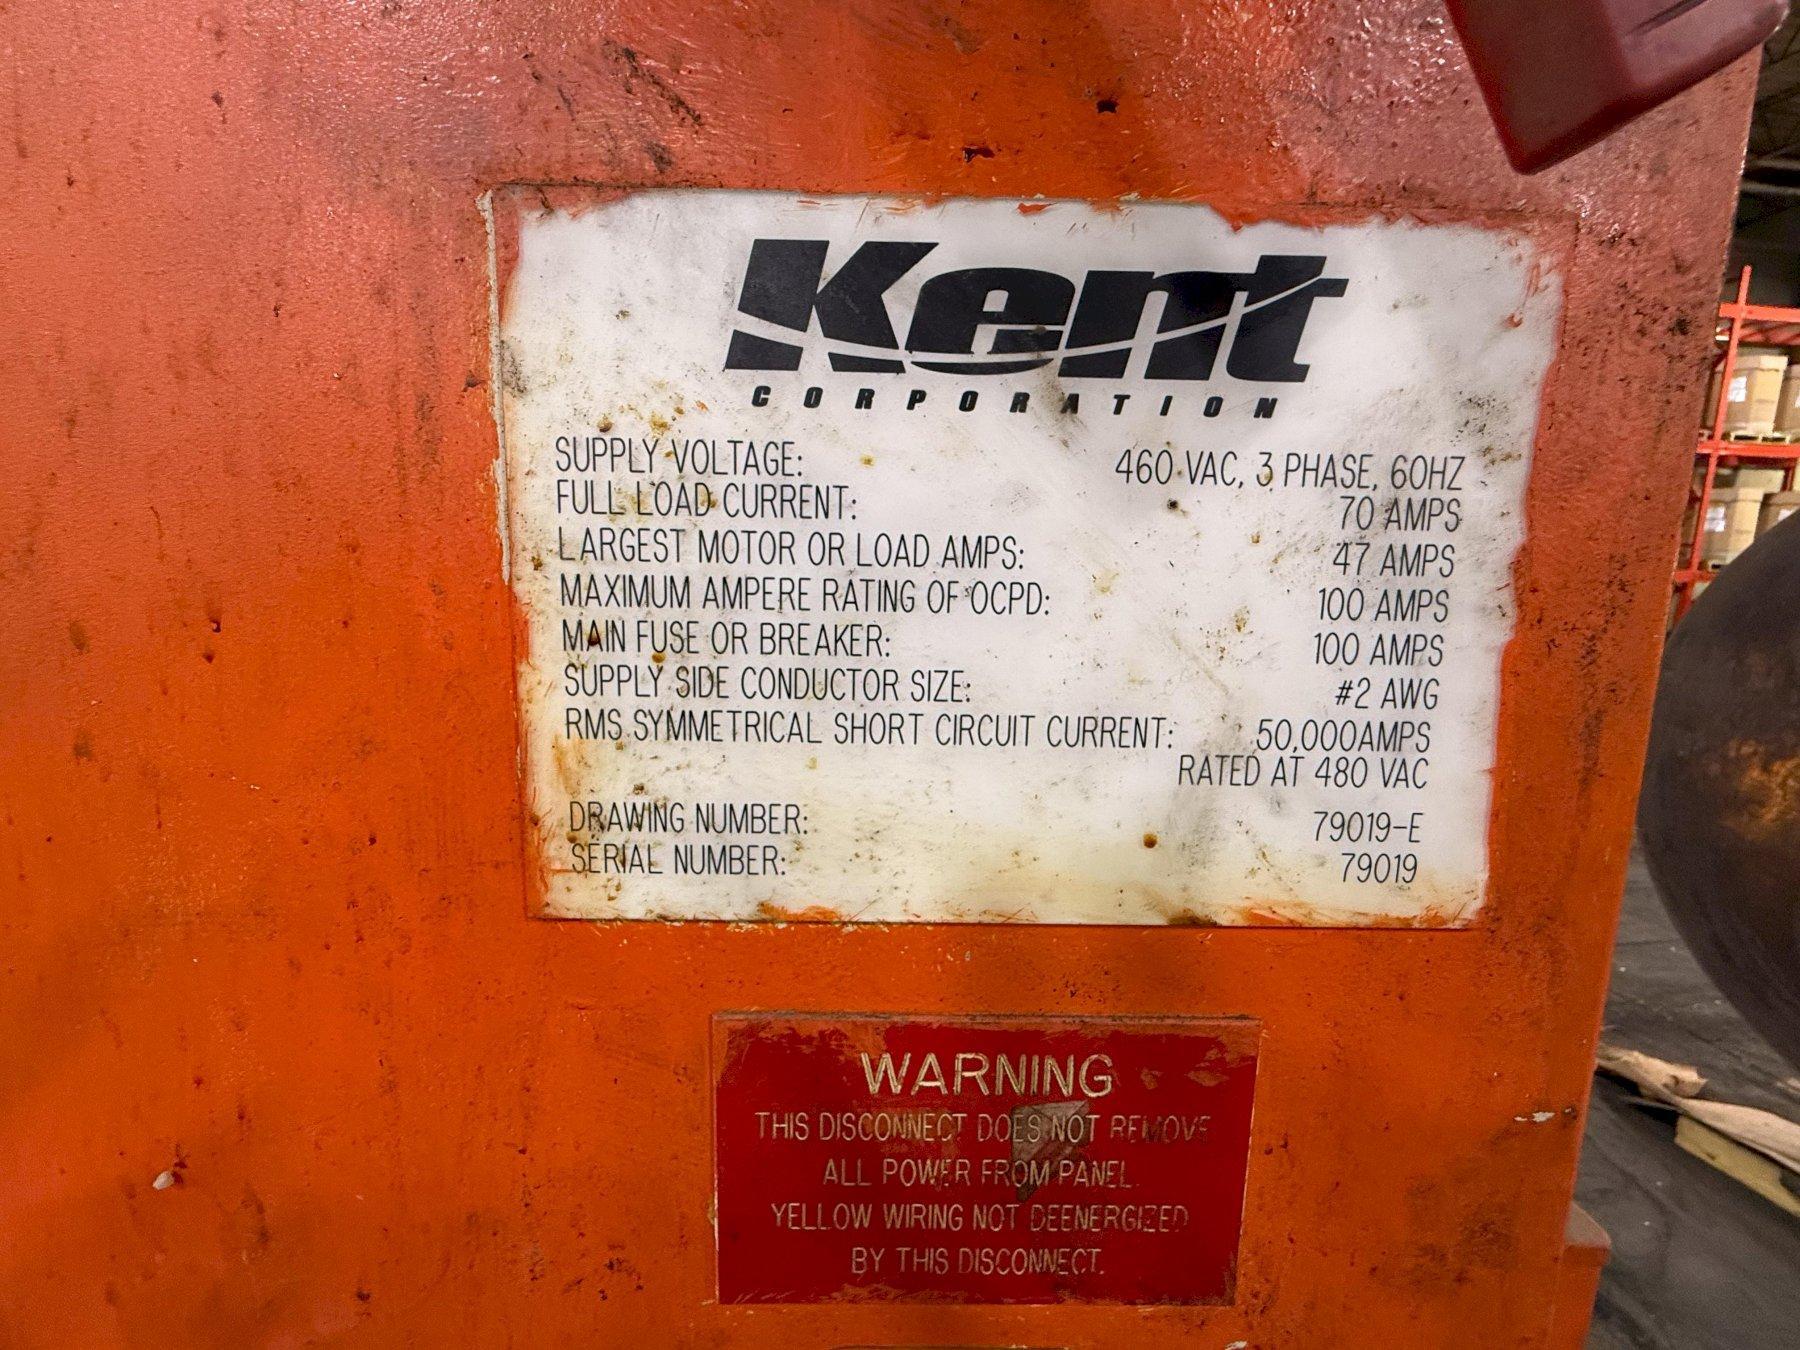 Kent
CORPORATION
SUPPLY VOLTAGE: 460 VAC, 3 PHASE, 60HZ
FULL LOAD CURRENT: 70 AMPS
LARGEST MOTOR OR LOAD AMPS: 47 AMPS
MAXIMUM AMPERE RATING OF OCPD: 100 AMPS
MAIN FUSE OR BREAKER: 100 AMPS
SUPPLY SIDE CONDUCTOR SIZE: #2 AWG
RMS SYMMETRICAL SHORT CIRCUIT CURRENT: 50,000AMPS
RATED AT 480 VAC
DRAWING NUMBER: 79019-E
SERIAL NUMBER: 79019
WARNING
THIS DISCONNECT DOES NOT REMOVE
ALL POWER FROM PANEL.
YELLOW WIRING NOT DEENERGIZED
BY THIS DISCONNECT.